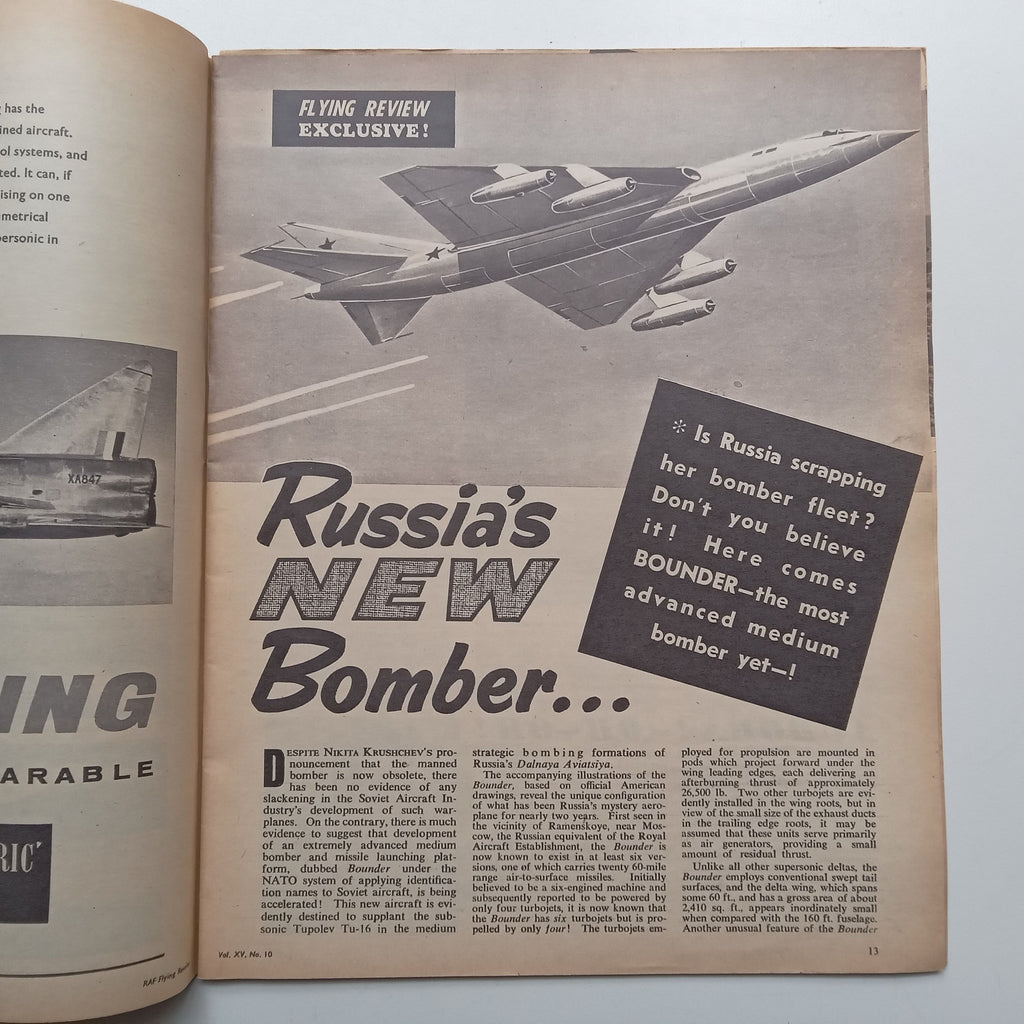 g has the
ined aircraft.
ol systems, and
ted. It can, if
ising on one
metrical
personic in
XA847
ING
ARABLE
RIC'
RAF Flying Review
FLYING REVIEW
EXCLUSIVE!
* Is Russia scrapping
her bomber fleet?
Don't you believe
it! Here comes
BOUNDER—the most
advanced medium
bomber yet—!
Russia's
NEW
Bomber...
DESPITE NIKITA KRUSHCHEV'S pro-
nouncement that the manned
bomber is now obsolete, there
has been no evidence of any
slackening in the Soviet Aircraft In-
dustry's development of such war-
planes. On the contrary, there is much
evidence to suggest that development
of an extremely advanced medium
bomber and missile launching plat-
form, dubbed Bounder under the
NATO system of applying identifica-
tion names to Soviet aircraft, is being
accelerated! This new aircraft is evi-
dently destined to supplant the sub-
sonic Tupolev Tu-16 in the medium
strategic bombing formations of
Russia's Dalnaya Aviatsiya.
The accompanying illustrations of the
Bounder, based on official American
drawings, reveal the unique configuration
of what has been Russia's mystery aero-
plane for nearly two years. First seen in
the vicinity of Ramenskoye, near Mos-
cow, the Russian equivalent of the Royal
Aircraft Establishment, the Bounder is
now known to exist in at least six ver-
sions, one of which carries twenty 60-mile
range air-to-surface missiles. Initially
believed to be a six-engined machine and
subsequently reported to be powered by
only four turbojets, it is now known that
the Bounder has six turbojets but is pro-
pelled by only four! The turbojets em-
ployed for propulsion are mounted in
pods which project forward under the
wing leading edges, each delivering an
afterburning thrust of approximately
26,500 lb. Two other turbojets are evi-
dently installed in the wing roots, but in
view of the small size of the exhaust ducts
in the trailing edge roots, it may be
assumed that these units serve primarily
as air generators, providing a small
amount of residual thrust.
Unlike all other supersonic deltas, the
Bounder employs conventional swept tail
surfaces, and the delta wing, which spans
some 60 ft., and has a gross area of about
2,410 sq. ft., appears inordinately small
when compared with the 160 ft. fuselage.
Another unusual feature of the Bounder
Vol. XV, No. 10
13